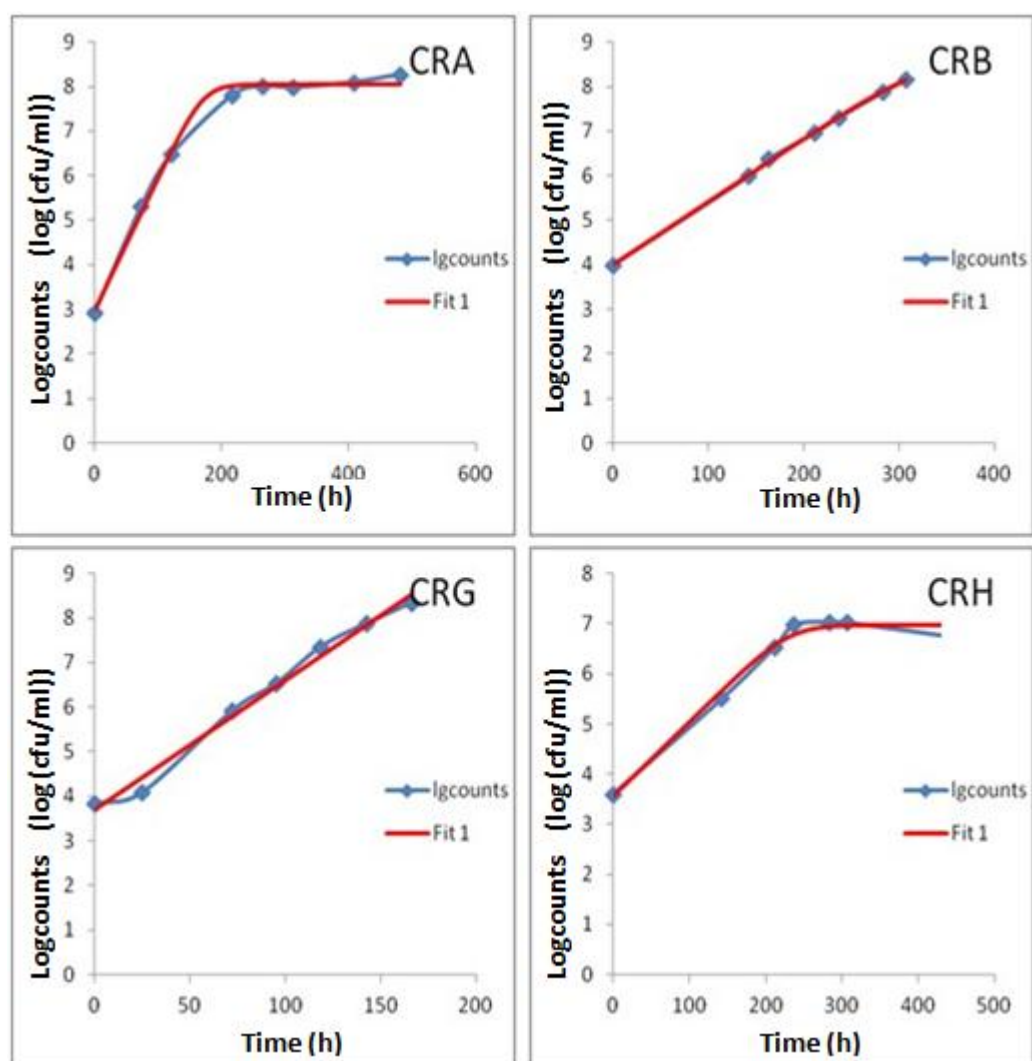 CRA
Logcounts (log (cfu/ml))
9
8
7
6
5
4
3
2
1
0
0 200 400 600
Time (h)
lgcounts
Fit 1
CRB
Logcounts (log (cfu/ml))
9
8
7
6
5
4
3
2
1
0
0 100 200 300 400
Time (h)
lgcounts
Fit 1
CRG
Logcounts (log (cfu/ml))
9
8
7
6
5
4
3
2
1
0
0 50 100 150 200
Time (h)
lgcounts
Fit 1
CRH
Logcounts (log (cfu/ml))
8
7
6
5
4
3
2
1
0
0 100 200 300 400 500
Time (h)
lgcounts
Fit 1